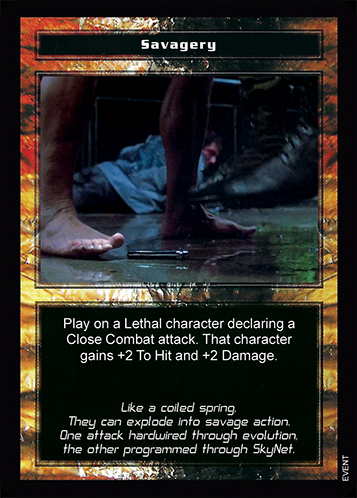 Savagery
Play on a Lethal character declaring a
Close Combat attack. That character
gains +2 To Hit and +2 Damage.
Like a coiled spring,
They can explode into savage action.
One attack hardwired through evolution,
the other programmed through SkyNet.
EVENT